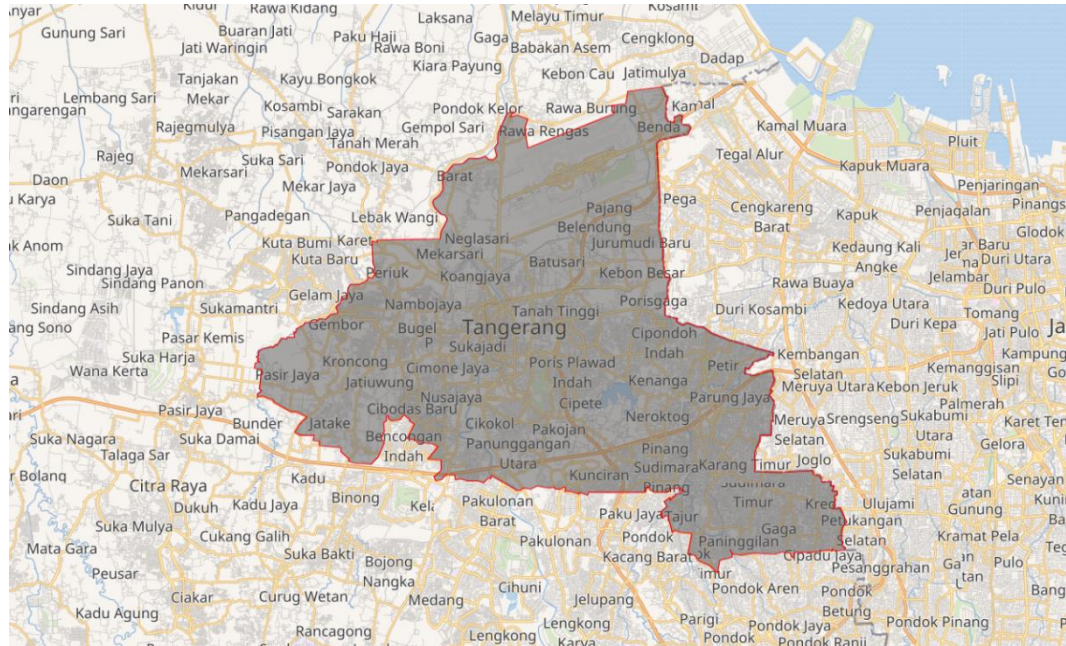 Rawa Kidang
Laksana
Kosami
Gunung Sari
Buaran Jati
Paku Haji
Gaga
Melayu Timur
Cengklong
Jati Waringin
Rawa Boni
Babakan Asem
Dadap
Kiara Payung
Tanjakan
Kayu Bongkok
Kebon Cau
Jatimulya
Lembang Sari
Mekar
Kosambi
Sarakan
Pondok Kelor
Rawa Burung
Kamal
Rajegmulya
Pisangan Jaya
Gempol Sari
Rawa Rengas
Benda
Kamal Muara
Tanah Merah
Pluit
Rajeg
Suka Sari
Pondok Jaya
Tegal Alur
Kapuk Muara
Mekarsari
Barat
Daon
Mekar Jaya
Penjaringan
Suka Tani
Pangadegan
Lebak Wangi
Pajang
Pega
Cengkareng
Barat
Kapuk
Penjagalan
Pinangs
Belendung
Glodok
Kuta Bumi
Karet
Neglasari
Jurumudi Baru
Kedaung Kali
Angke
Kuta Baru
Mekarsari
Batusari
Duri Utara
Sindang Jaya
Periuk
Koangjaya
Kebon Besar
Jelambar
Sindang Panon
Rawa Buaya
Duri Pulo
Sindang Asih
Sukamantri
Gelam Jaya
Nambojaya
Tanah Tinggi
Porisgaga
Duri Kosambi
Kedoya Utara
Tomang
Gembor
Bugel
P
Tangerang
Cipondoh
Indah
Duri Kepa
Jati Pulo
Pasar Kemis
Sukajadi
Suka Harja
Kroncong
Cimone Jaya
Poris Plawad
Indah
Petir
Kembangan
Selatan
Kampung
Wana Kerta
Pasir Jaya
Jatiuwung
Kenanga
Kemanggisan
Slipi
Nusajaya
Parung Jaya
Meruya Utara
Kebon Jeruk
Pasir Jaya
Bunder
Cibodas Baru
Cipete
Palmerah
Jatake
Cikokol
Pakojan
Neroktog
Meruya
Selatan
Srengseng
Sukabumi
Utara
Karet Ten
Suka Nagara
Suka Damai
Bencongan
Indah
Panunggangan
Utara
Pinang
Gelora
Talaga Sar
Sudimara
Pinang
Karang
Timur
Joglo
Sukabumi
Selatan
Bolang
Kadu
Kunciran
Senayan
Citra Raya
Binong
Pakulonan
Barat
Sudimara
Timur
Ulujami
Dukuh
Kadu Jaya
Paku Jaya
Tajur
Petukangan
Selatan
Gunung
Suka Mulya
Cukang Galih
Pakulonan
Pondok
Kacang Barat
Gaga
Kramat Pela
Mata Gara
Suka Bakti
Paninggilan
Cipadu Jaya
Pulo
Peusar
Bojong
Nangka
Pesanggrahan
Cihuni
Pondok Aren
Pondok
Betung
Kadu Agung
Ciakar
Curug Wetan
Medang
Jelupang
Parigi
Pondok Jaya
Pondok Pinang
Rancagong
Lengkong
Lengkong
Karya
Pondok
Pondok Ranji